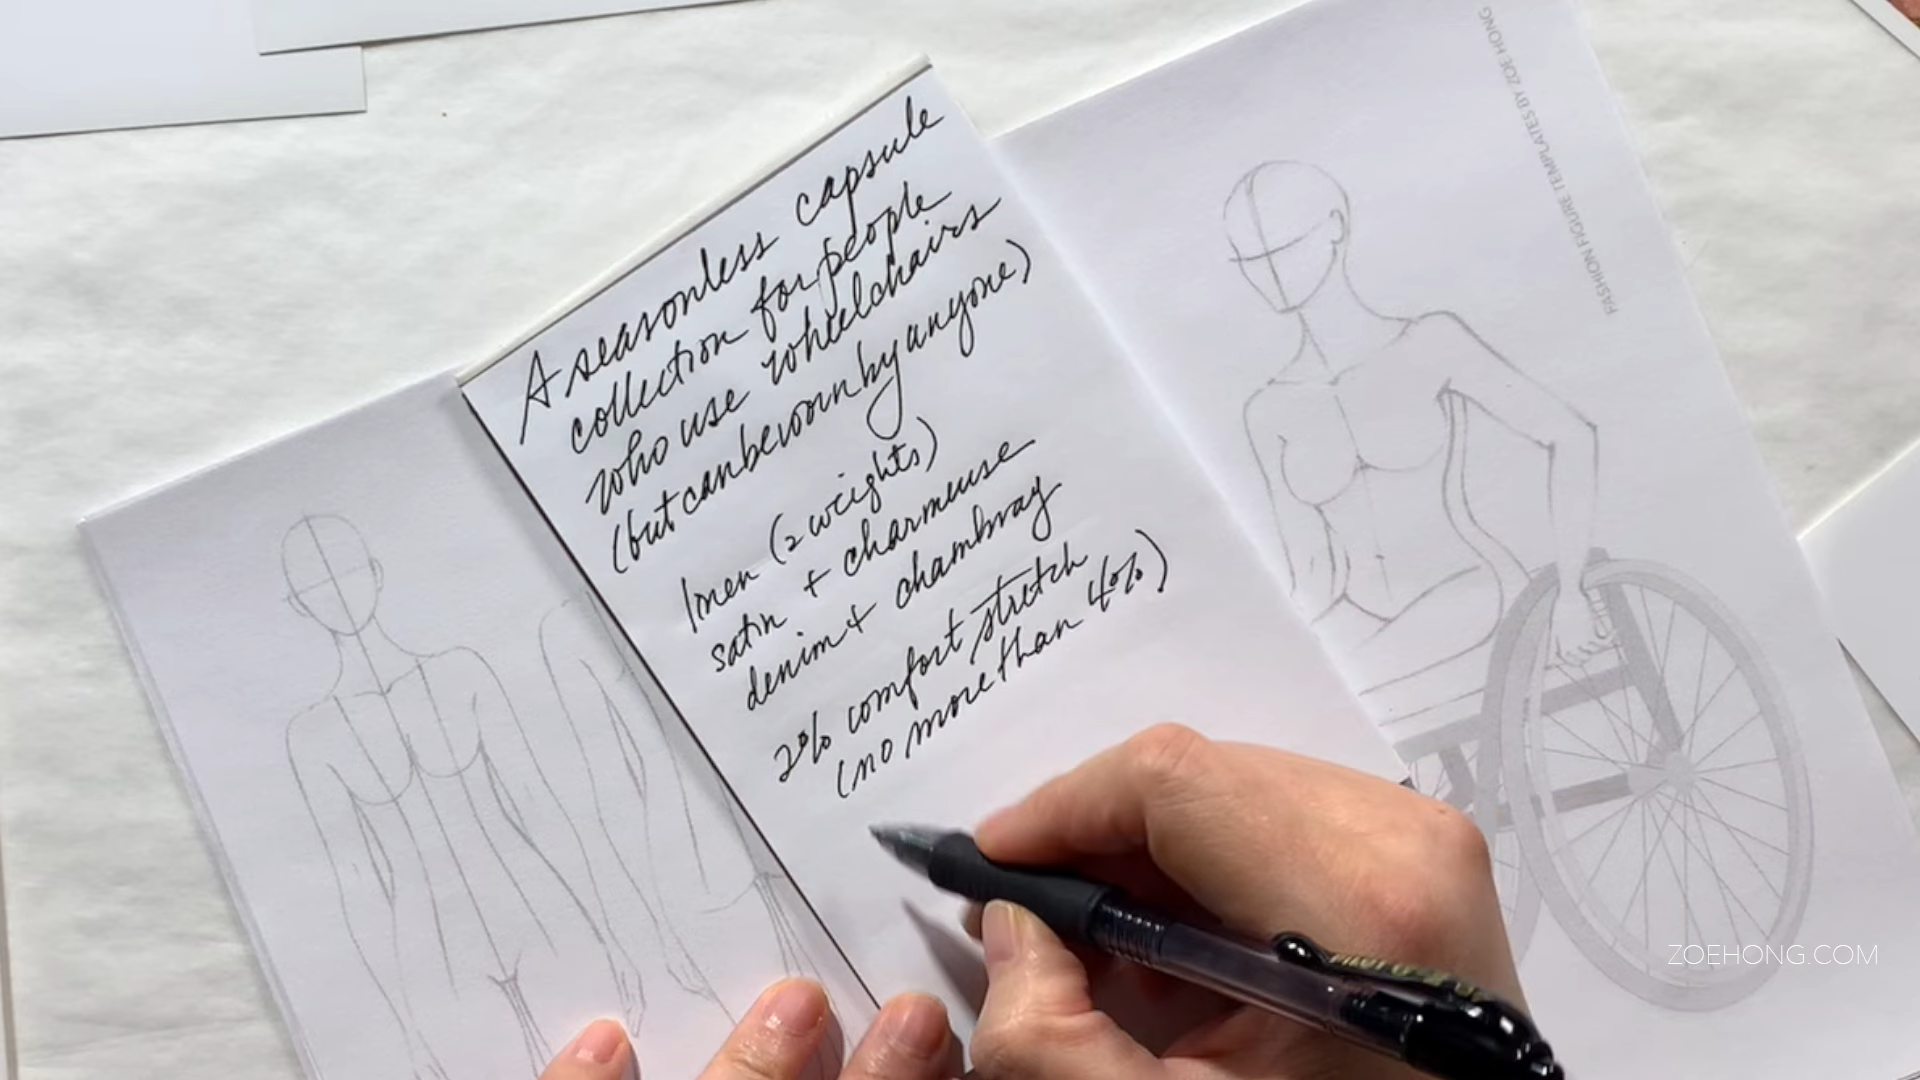 A seasonless capsule
collection for people
who use wheelchairs
(but can be worn by anyone)
linen (2 weights)
satin + charmeuse
denim + chambray
2% comfort stretch
(no more than 4%)
FASHION FIGURE TEMPLATES BY ZOE HONG
ZOEHONG.COM